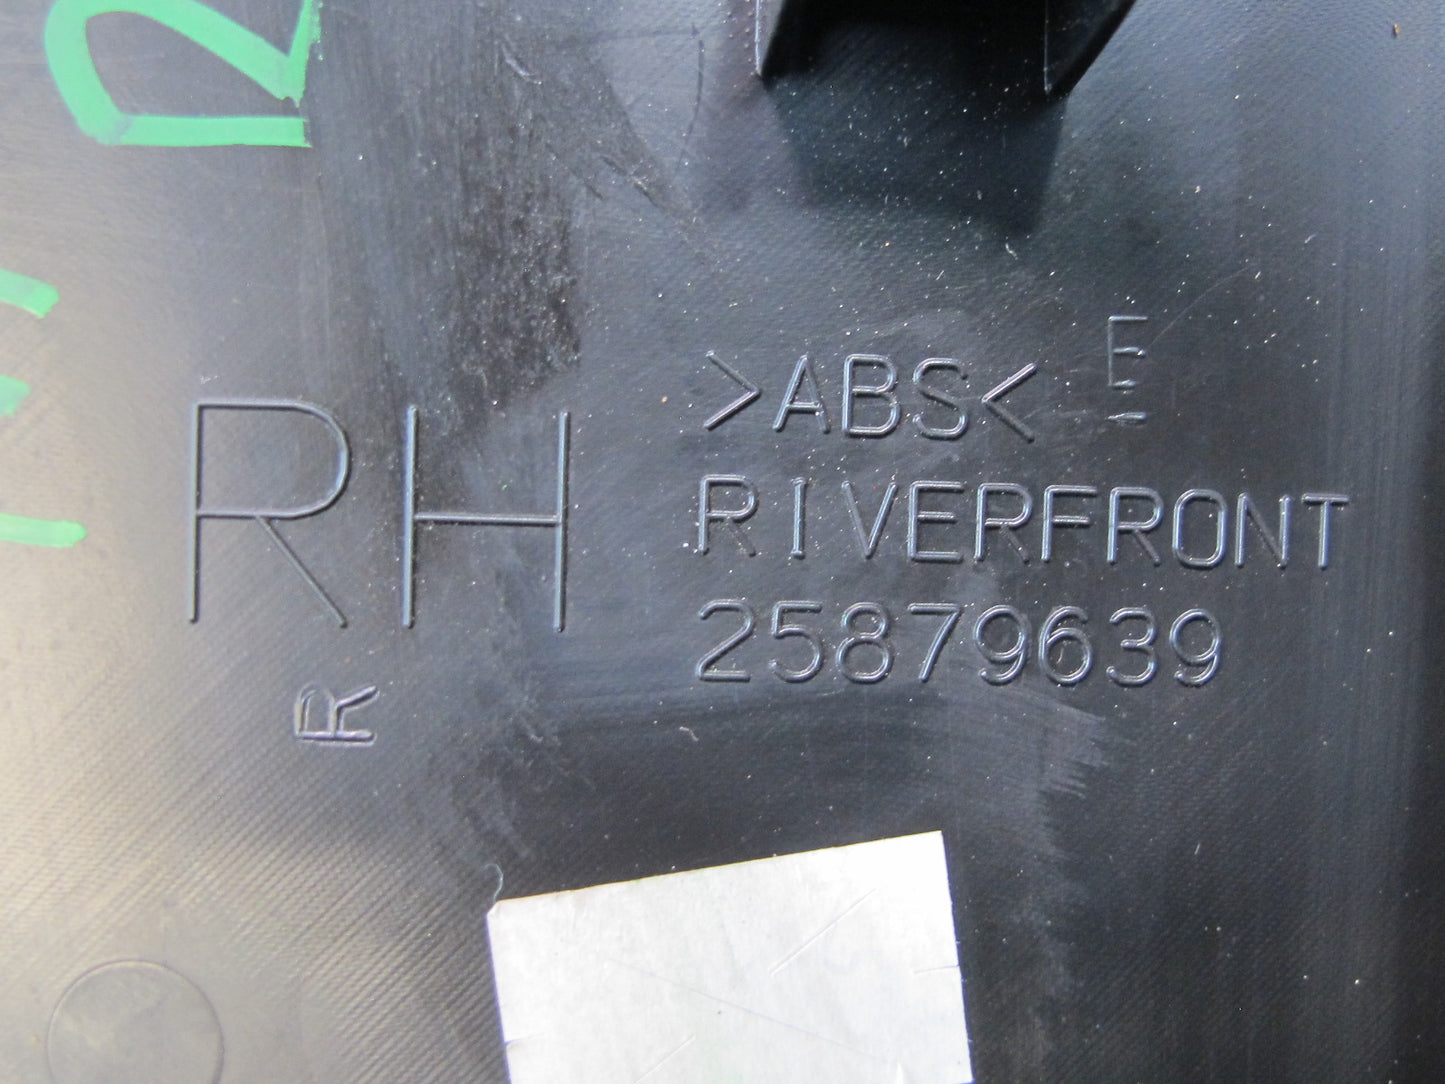 RH
R
>ABS< E
RIVERFRONT
25879639